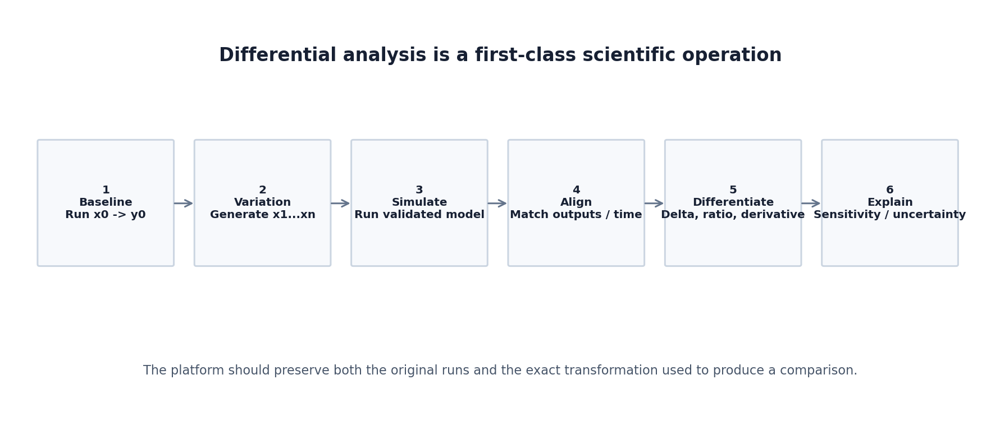 Differential analysis is a first-class scientific operation
1
Baseline
Run x0 -> y0
2
Variation
Generate x1...xn
3
Simulate
Run validated model
4
Align
Match outputs / time
5
Differentiate
Delta, ratio, derivative
6
Explain
Sensitivity / uncertainty
The platform should preserve both the original runs and the exact transformation used to produce a comparison.